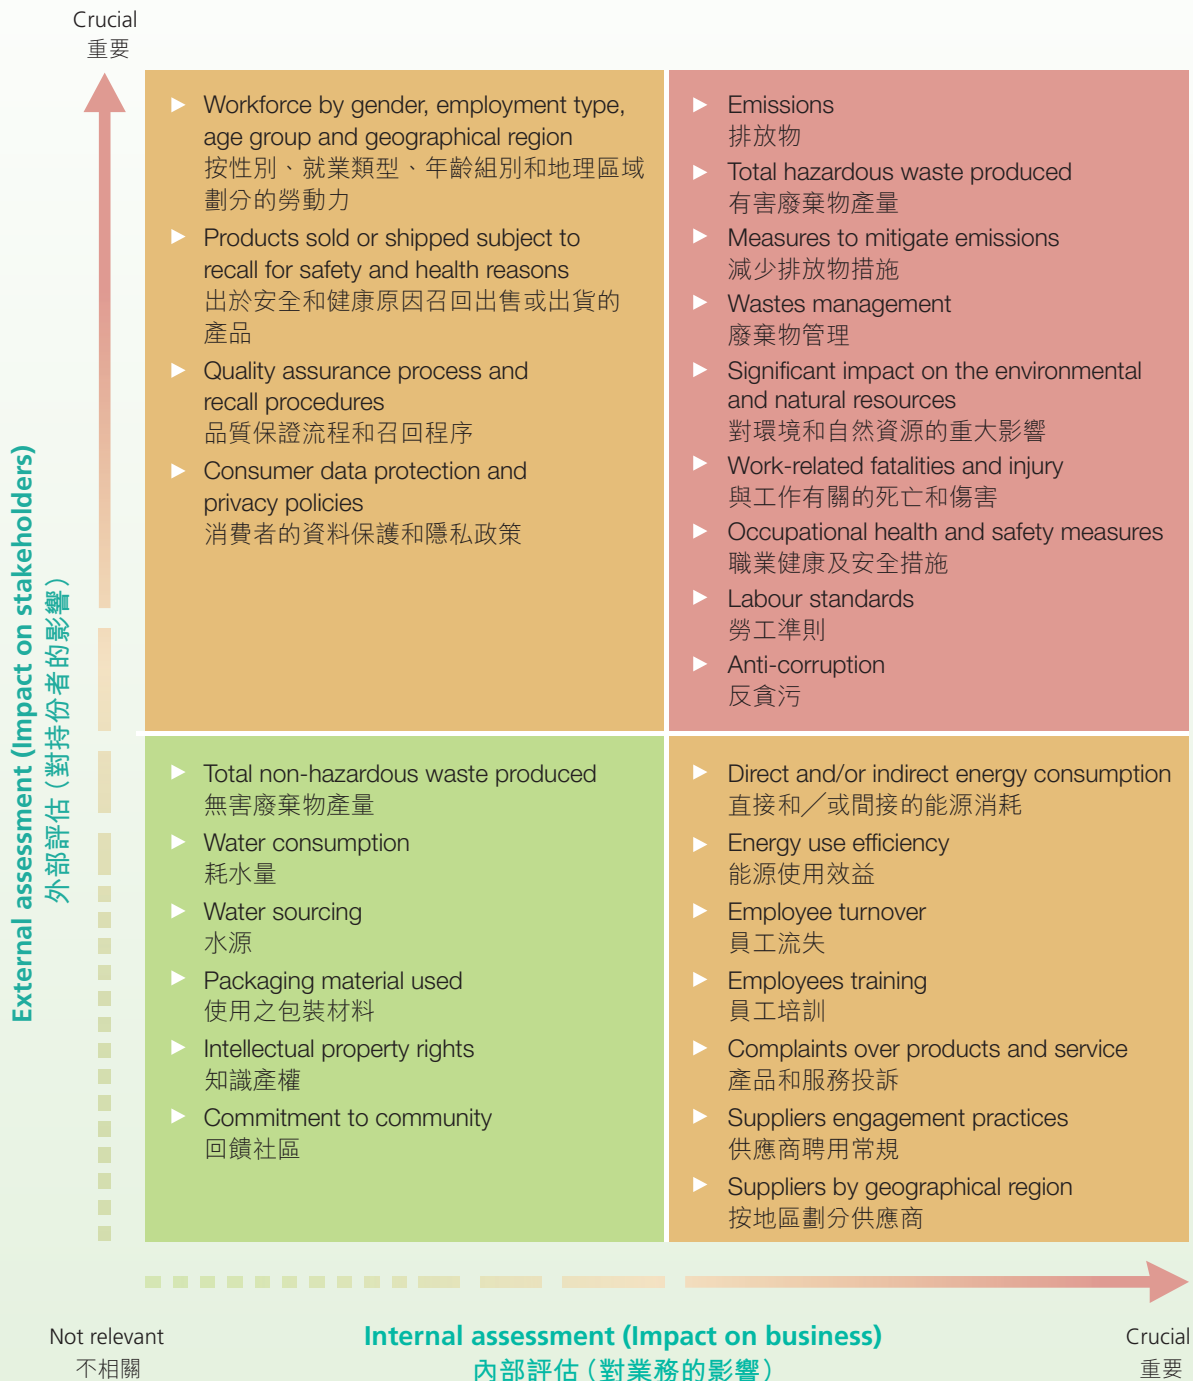 Crucial
重要
Workforce by gender, employment type,
age group and geographical region
按性別、就業類型、年齡組別和地理區域
劃分的勞動力
Products sold or shipped subject to
recall for safety and health reasons
出於安全和健康原因召回出售或出貨的
產品
Quality assurance process and
recall procedures
品質保證流程和召回程序
Consumer data protection and
privacy policies
消費者的資料保護和隱私政策
Emissions
排放物
Total hazardous waste produced
有害廢棄物產量
Measures to mitigate emissions
減少排放物措施
Wastes management
廢棄物管理
Significant impact on the environmental
and natural resources
對環境和自然資源的重大影響
Work-related fatalities and injury
與工作有關的死亡和傷害
Occupational health and safety measures
職業健康及安全措施
Labour standards
勞工準則
Anti-corruption
反貪污
External assessment (Impact on stakeholders)
外部評估（對持份者的影響）
Total non-hazardous waste produced
無害廢棄物產量
Water consumption
耗水量
Water sourcing
水源
Packaging material used
使用之包裝材料
Intellectual property rights
知識產權
Commitment to community
回饋社區
Direct and/or indirect energy consumption
直接和／或間接的能源消耗
Energy use efficiency
能源使用效益
Employee turnover
員工流失
Employees training
員工培訓
Complaints over products and service
產品和服務投訴
Suppliers engagement practices
供應商聘用常規
Suppliers by geographical region
按地區劃分供應商
Not relevant
不相關
Internal assessment (Impact on business)
內部評估（對業務的影響）
Crucial
重要